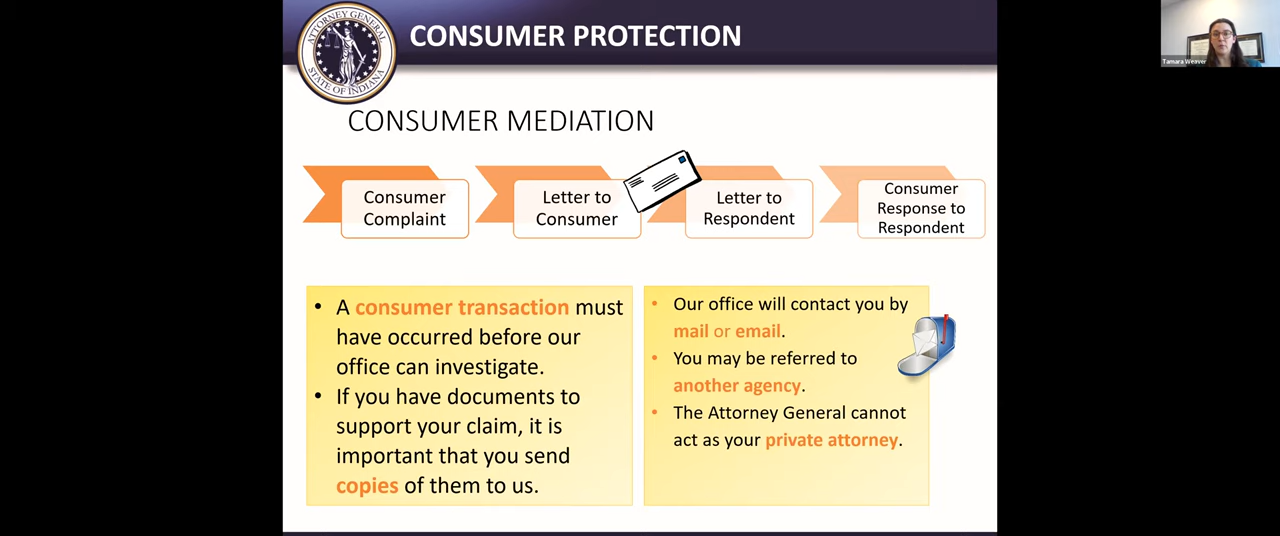 ATTORNEY GENERAL
STATE OF INDIANA
CONSUMER PROTECTION
Tamara Weaver
CONSUMER MEDIATION
Consumer
Complaint
Letter to
Consumer
Letter to
Respondent
Consumer
Response to
Respondent
• A consumer transaction must
have occurred before our
office can investigate.
• If you have documents to
support your claim, it is
important that you send
copies of them to us.
• Our office will contact you by
mail or email.
• You may be referred to
another agency.
• The Attorney General cannot
act as your private attorney.